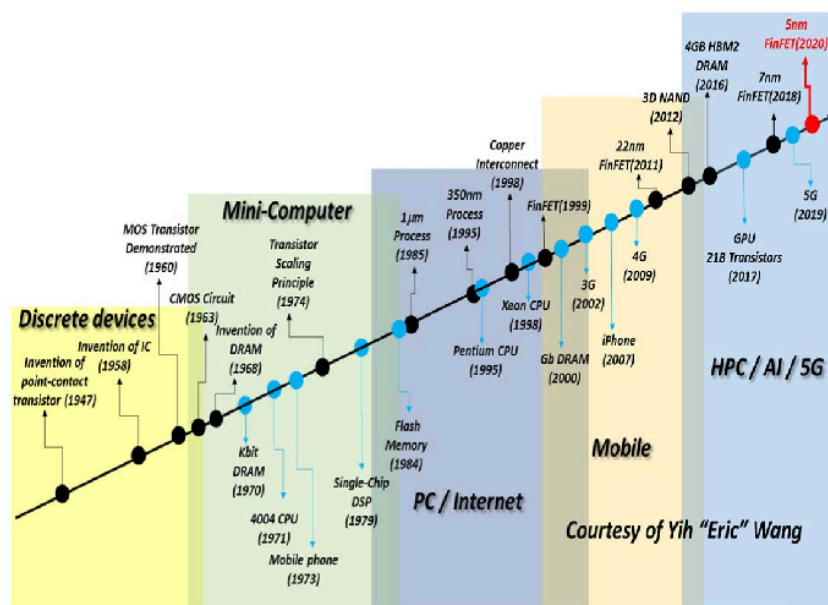 5nm
FinFET(2020)
4GB HBM2
DRAM
(2016)
7nm
FinFET(2018)
3D NAND
(2012)
Copper
Interconnect
(1998)
22nm
FinFET(2011)
Mini-Computer
350nm
Process
(1995)
FinFET(1999)
5G
(2019)
1μm
Process
(1985)
MOS Transistor
Demonstrated
(1960)
Transistor
Scaling
Principle
(1974)
GPU
21B Transistors
(2017)
4G
(2009)
3G
(2002)
CMOS Circuit
(1963)
Xeon CPU
(1998)
Discrete devices
Invention of
DRAM
(1968)
iPhone
(2007)
Invention of IC
(1958)
Pentium CPU
(1995)
Gb DRAM
(2000)
HPC / AI / 5G
Invention of
point-contact
transistor (1947)
Flash
Memory
(1984)
Mobile
Kbit
DRAM
(1970)
Single-Chip
DSP
(1979)
PC / Internet
4004 CPU
(1971)
Courtesy of Yih “Eric” Wang
Mobile phone
(1973)